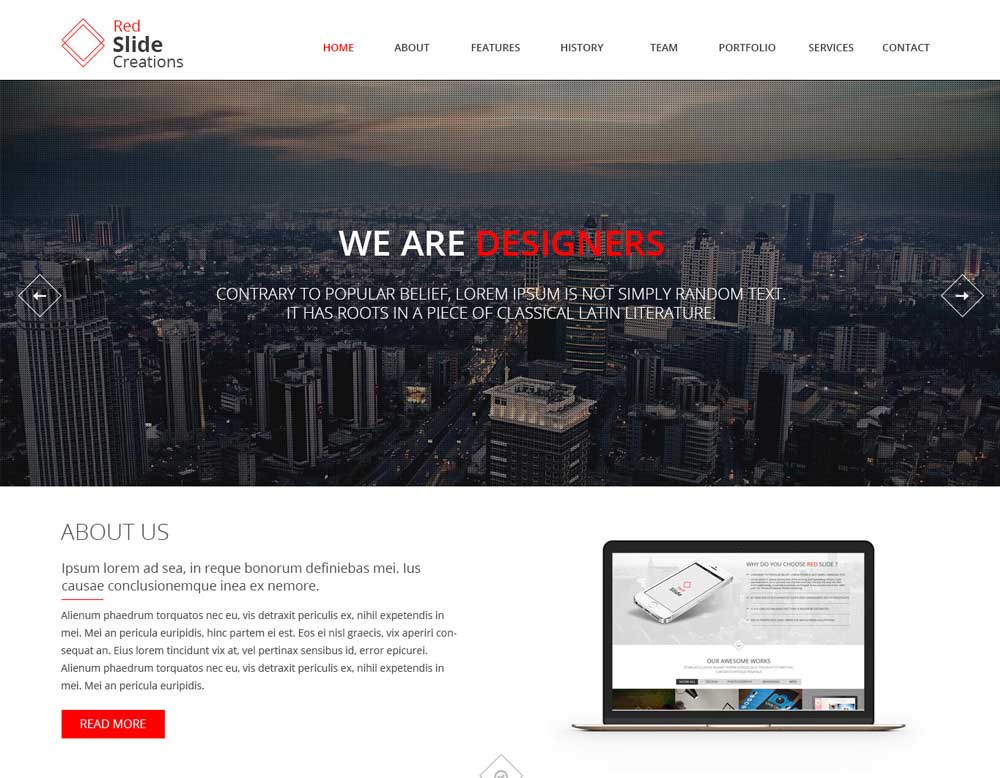 Red
Slide
Creations
HOME ABOUT FEATURES HISTORY TEAM PORTFOLIO SERVICES CONTACT
WE ARE DESIGNERS
CONTRARY TO POPULAR BELIEF, LOREM IPSUM IS NOT SIMPLY RANDOM TEXT.
IT HAS ROOTS IN A PIECE OF CLASSICAL LATIN LITERATURE.
ABOUT US
Ipsum lorem ad sea, in reque bonorum definiebas mei. Ius
causae conclusionemque inea ex nemore.
Alienum phaedrum torquatos nec eu, vis detraxit periculis ex, nihil expetendis in
mei. Mei an pericula euripidis, hinc partem ei est. Eos ei nisl graecis, vix aperiri con-
sequat an. Eius lorem tincidunt vix at, vel pertinax sensibus id, error epicurei.
Alienum phaedrum torquatos nec eu, vis detraxit periculis ex, nihil expetendis in
mei. Mei an pericula euripidis.
READ MORE
WHY DO YOU CHOOSE RED SLIDE ?
Red
Slide
OUR AWESOME WORKS